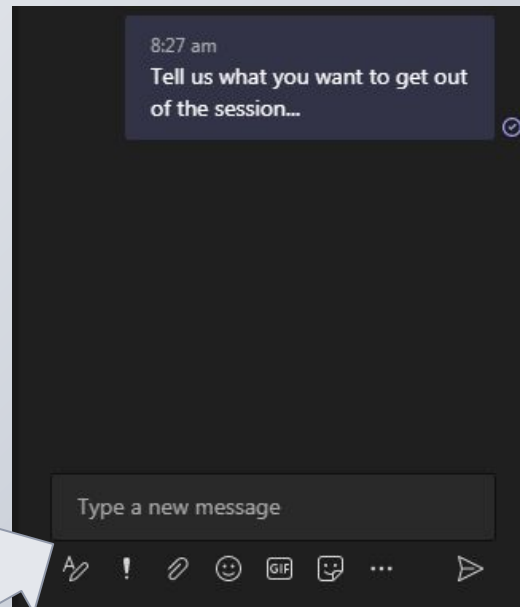 8:27 am
Tell us what you want to get out
of the session...
Type a new message
GIF